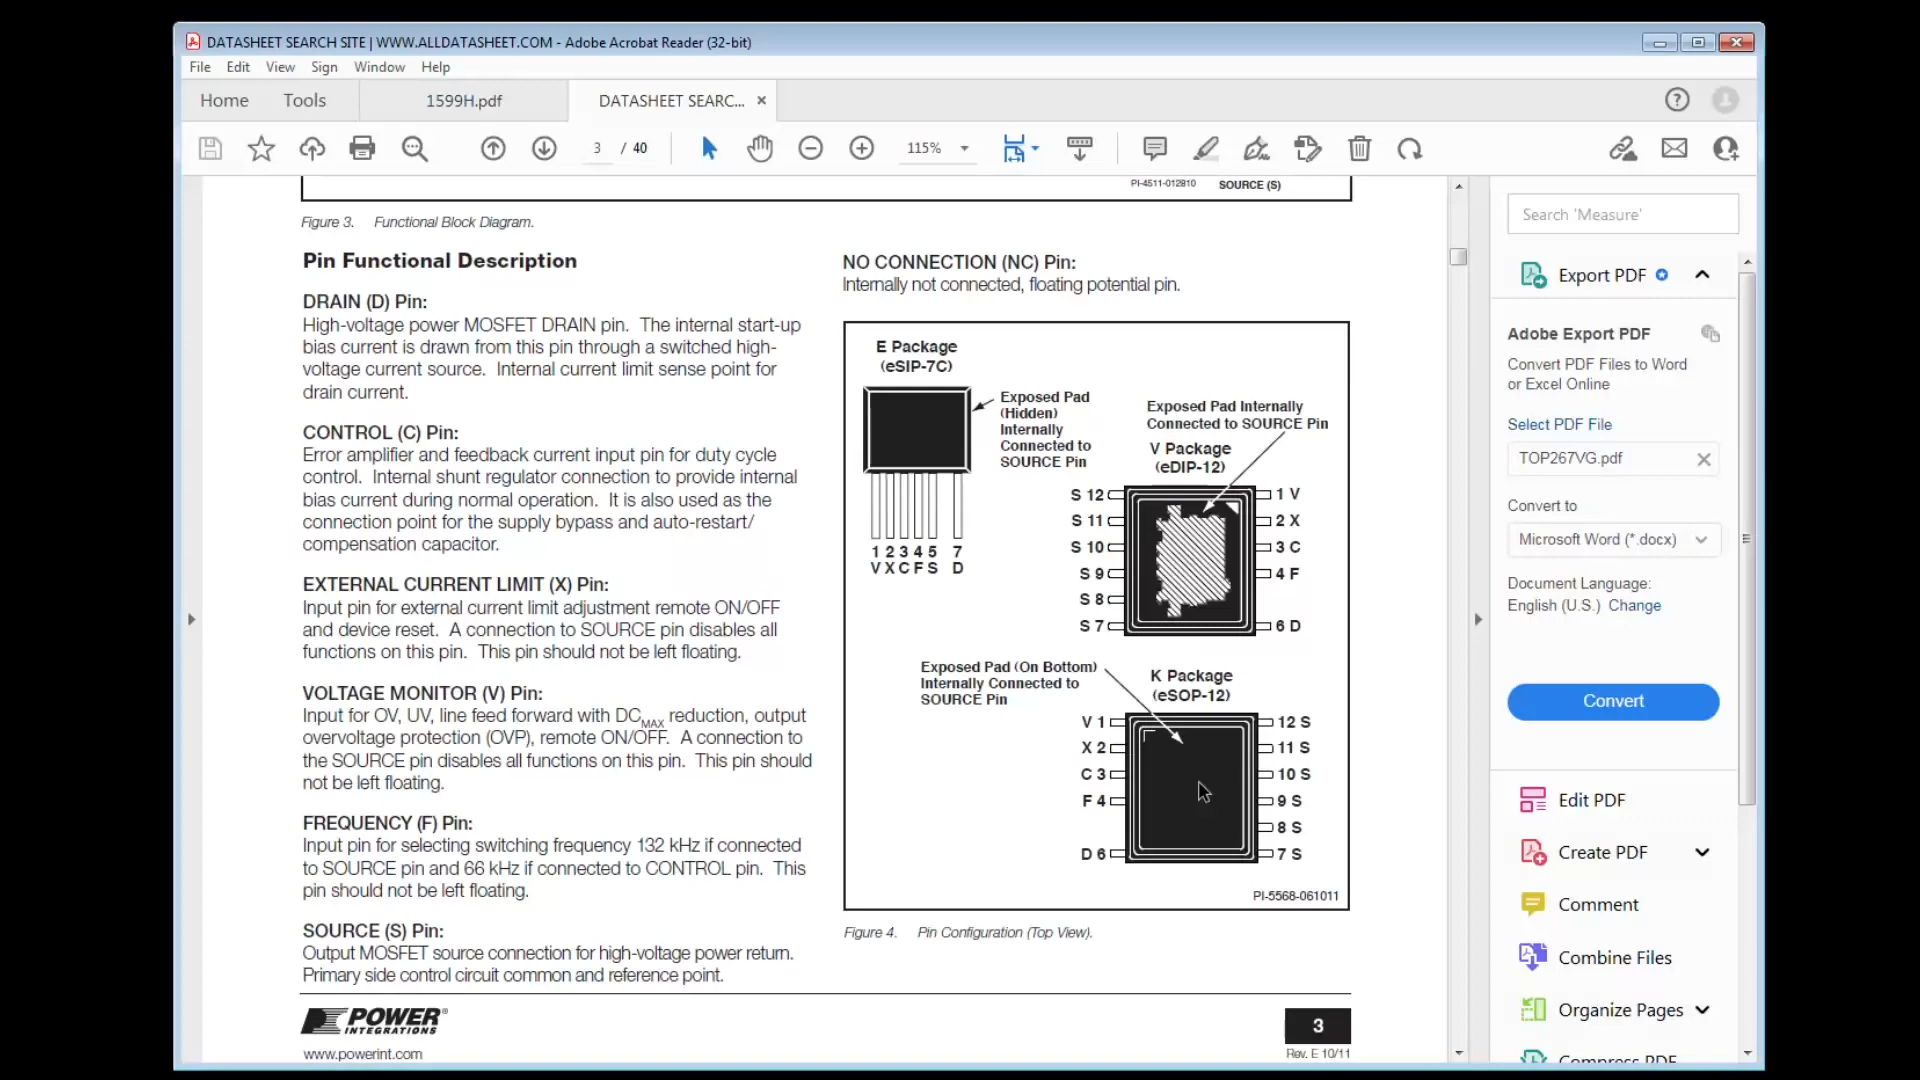 DATASHEET SEARCH SITE | WWW.ALLDATASHEET.COM - Adobe Acrobat Reader (32-bit)
File Edit View Sign Window Help
Home Tools 1599H.pdf DATASHEET SEARC... ×
3 / 40 115%
PI-4511-012810 SOURCE (S)
Figure 3. Functional Block Diagram.
Pin Functional Description
DRAIN (D) Pin:
High-voltage power MOSFET DRAIN pin. The internal start-up
bias current is drawn from this pin through a switched high-
voltage current source. Internal current limit sense point for
drain current.
CONTROL (C) Pin:
Error amplifier and feedback current input pin for duty cycle
control. Internal shunt regulator connection to provide internal
bias current during normal operation. It is also used as the
connection point for the supply bypass and auto-restart/
compensation capacitor.
EXTERNAL CURRENT LIMIT (X) Pin:
Input pin for external current limit adjustment remote ON/OFF
and device reset. A connection to SOURCE pin disables all
functions on this pin. This pin should not be left floating.
VOLTAGE MONITOR (V) Pin:
Input for OV, UV, line feed forward with DCMAX reduction, output
overvoltage protection (OVP), remote ON/OFF. A connection to
the SOURCE pin disables all functions on this pin. This pin should
not be left floating.
FREQUENCY (F) Pin:
Input pin for selecting switching frequency 132 kHz if connected
to SOURCE pin and 66 kHz if connected to CONTROL pin. This
pin should not be left floating.
SOURCE (S) Pin:
Output MOSFET source connection for high-voltage power return.
Primary side control circuit common and reference point.
NO CONNECTION (NC) Pin:
Internally not connected, floating potential pin.
E Package
(eSIP-7C)
Exposed Pad
(Hidden)
Internally
Connected to
SOURCE Pin
1 2 3 4 5 7
V X C F S D
Exposed Pad Internally
Connected to SOURCE Pin
V Package
(eDIP-12)
S 12 1 V
S 11 2 X
S 10 3 C
S 9 4 F
S 8
S 7 6 D
Exposed Pad (On Bottom)
Internally Connected to
SOURCE Pin
K Package
(eSOP-12)
V 1 12 S
X 2 11 S
C 3 10 S
F 4 9 S
8 S
D 6 7 S
PI-5568-061011
Figure 4. Pin Configuration (Top View).
POWER
INTEGRATIONS
www.powerint.com
3
Rev. E 10/11
Search 'Measure'
Export PDF
Adobe Export PDF
Convert PDF Files to Word
or Excel Online
Select PDF File
TOP267VG.pdf
Convert to
Microsoft Word (*.docx)
Document Language:
English (U.S.) Change
Convert
Edit PDF
Create PDF
Comment
Combine Files
Organize Pages
Compress PDF